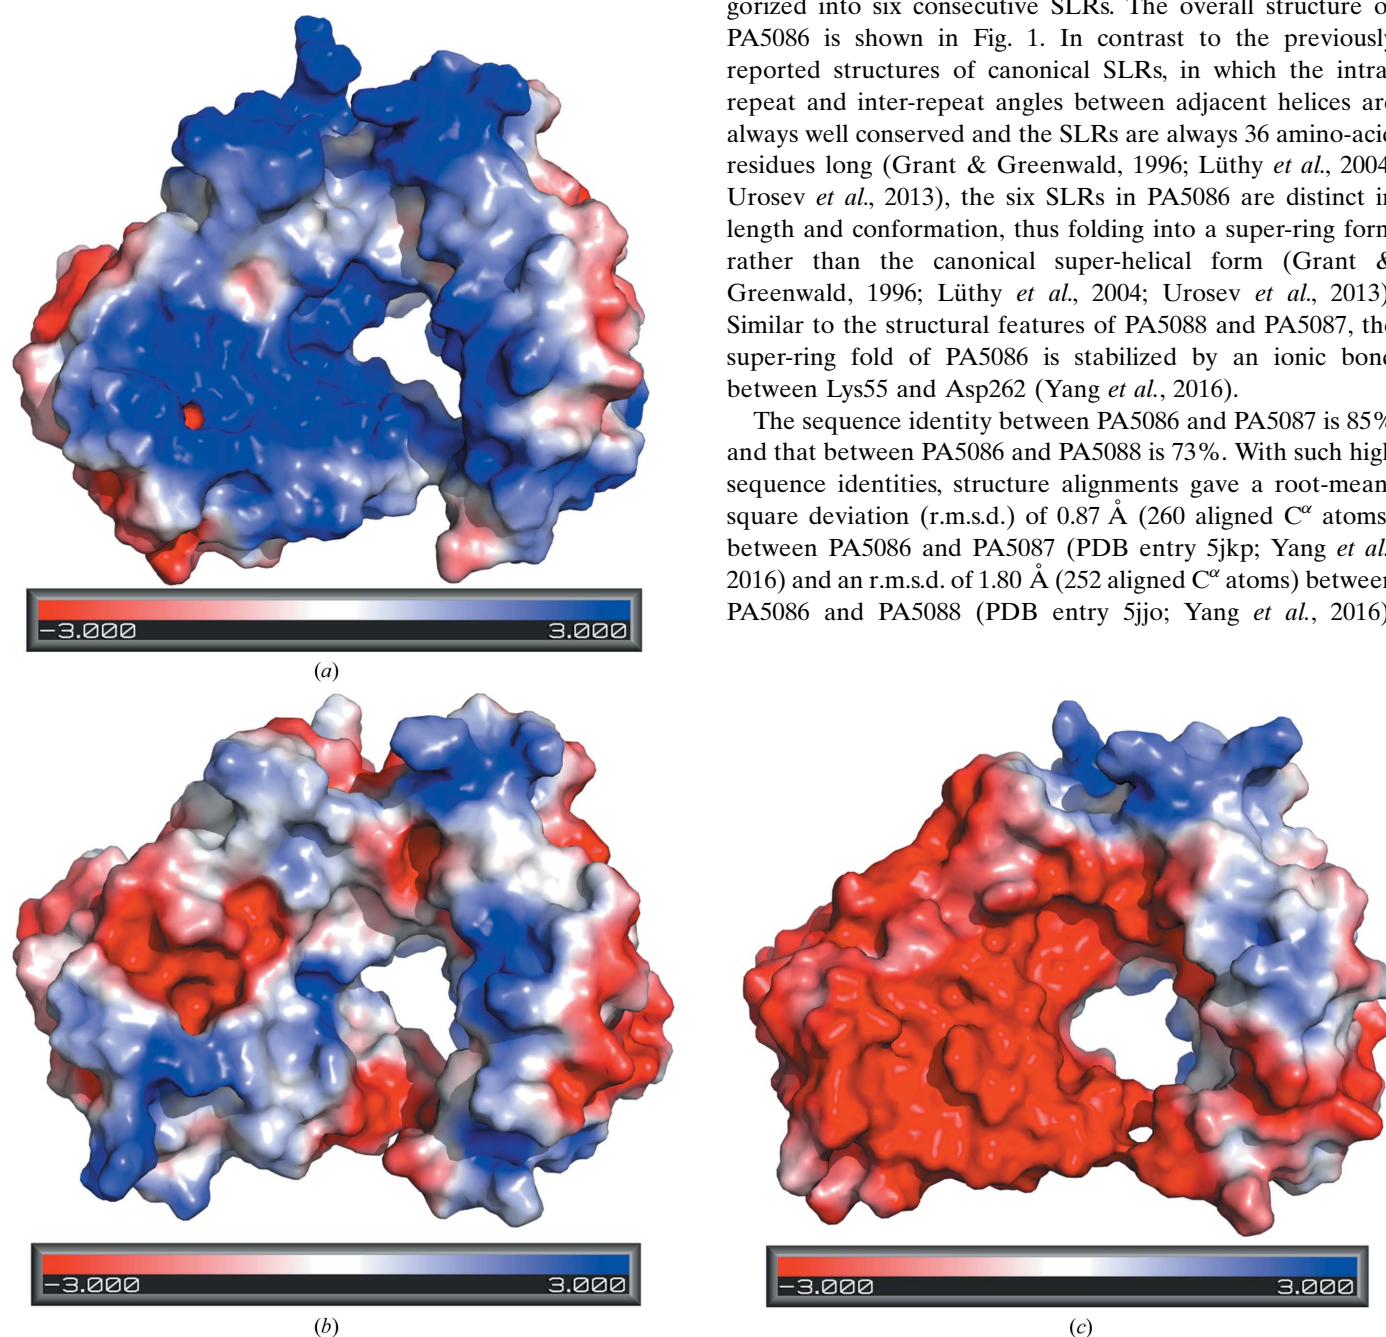 gorized into six consecutive SLRs. The overall structure of
PA5086 is shown in Fig. 1. In contrast to the previously
reported structures of canonical SLRs, in which the intra
repeat and inter-repeat angles between adjacent helices are
always well conserved and the SLRs are always 36 amino-acid
residues long (Grant & Greenwald, 1996; Lüthy et al., 2004
Urosev et al., 2013), the six SLRs in PA5086 are distinct in
length and conformation, thus folding into a super-ring form
rather than the canonical super-helical form (Grant &
Greenwald, 1996; Lüthy et al., 2004; Urosev et al., 2013)
Similar to the structural features of PA5088 and PA5087, the
super-ring fold of PA5086 is stabilized by an ionic bond
between Lys55 and Asp262 (Yang et al., 2016).
The sequence identity between PA5086 and PA5087 is 85%
and that between PA5086 and PA5088 is 73%. With such high
sequence identities, structure alignments gave a root-mean
square deviation (r.m.s.d.) of 0.87 Å (260 aligned Cα atoms
between PA5086 and PA5087 (PDB entry 5jkp; Yang et al.
2016) and an r.m.s.d. of 1.80 Å (252 aligned Cα atoms) between
PA5086 and PA5088 (PDB entry 5jjo; Yang et al., 2016)
-3.000 3.000
(a)
-3.000 3.000
(b)
-3.000 3.000
(c)